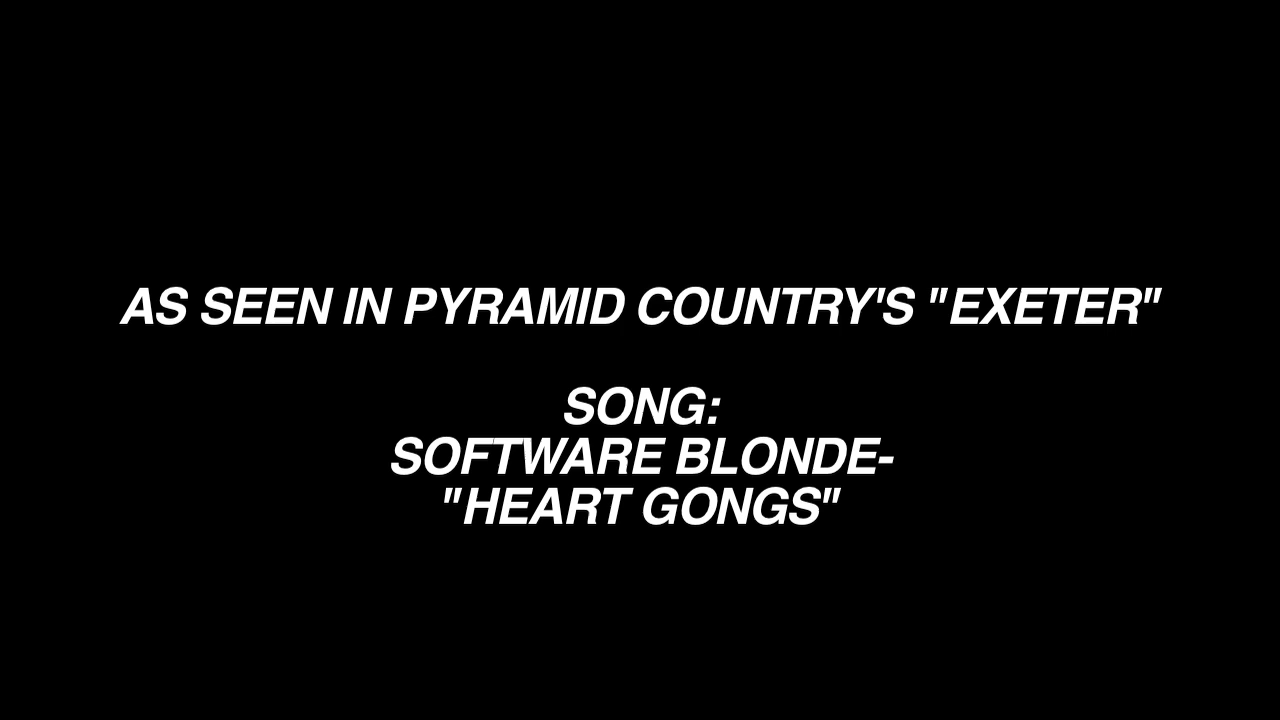 AS SEEN IN PYRAMID COUNTRY'S "EXETER"
SONG:
SOFTWARE BLONDE-
"HEART GONGS"